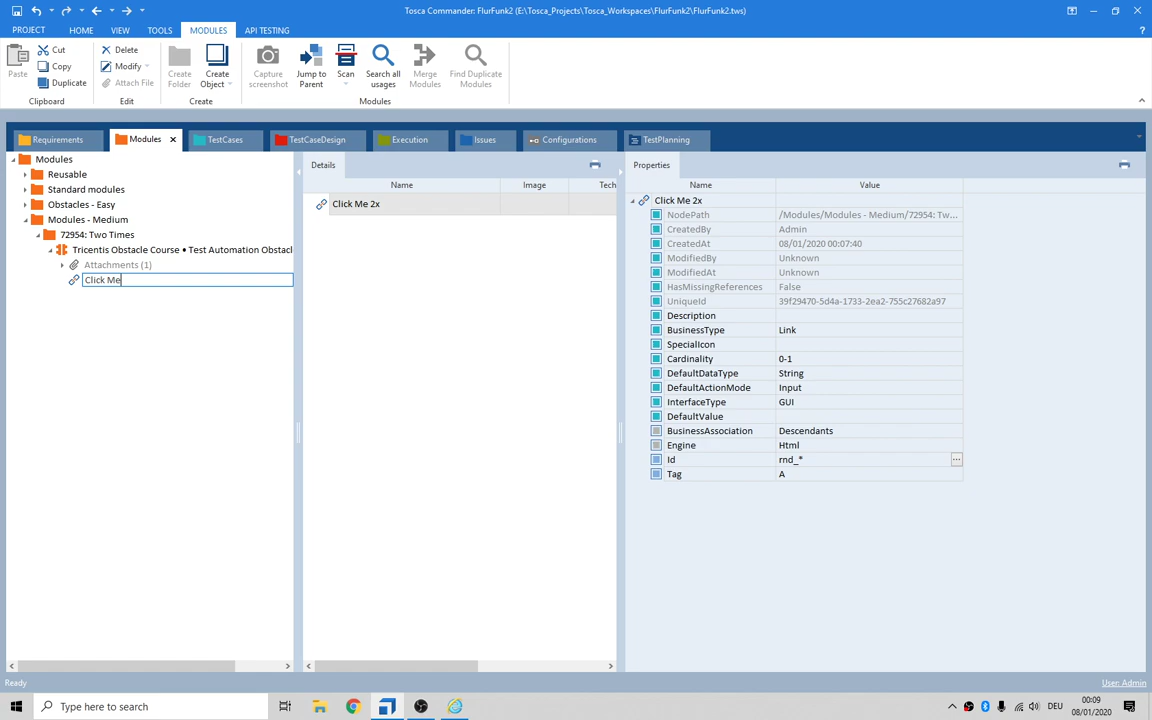 Tosca Commander: FlurFunk2 (E:\Tosca_Projects\Tosca_Workspaces\FlurFunk2\FlurFunk2.tws)
PROJECT HOME VIEW TOOLS MODULES API TESTING
Paste
Cut
Copy
Duplicate
Clipboard
Delete
Modify
Attach File
Edit
Create Folder
Create Object
Create
Capture screenshot
Jump to Parent
Scan
Search all usages
Merge Modules
Find Duplicate Modules
Modules
Requirements Modules TestCases TestCaseDesign Execution Issues Configurations TestPlanning
Modules
Reusable
Standard modules
Obstacles - Easy
Modules - Medium
72954: Two Times
Tricentis Obstacle Course • Test Automation Obstacl
Attachments (1)
Click Me
Details
Name Image Tech
Click Me 2x
Properties
Name Value
Click Me 2x
NodePath /Modules/Modules - Medium/72954: Tw...
CreatedBy Admin
CreatedAt 08/01/2020 00:07:40
ModifiedBy Unknown
ModifiedAt Unknown
HasMissingReferences False
UniqueId 39f29470-5d4a-1733-2ea2-755c27682a97
Description
BusinessType Link
SpecialIcon
Cardinality 0-1
DefaultDataType String
DefaultActionMode Input
InterfaceType GUI
DefaultValue
BusinessAssociation Descendants
Engine Html
Id rnd_* ...
Tag A
Ready User: Admin
Type here to search
DEU
00:09
08/01/2020